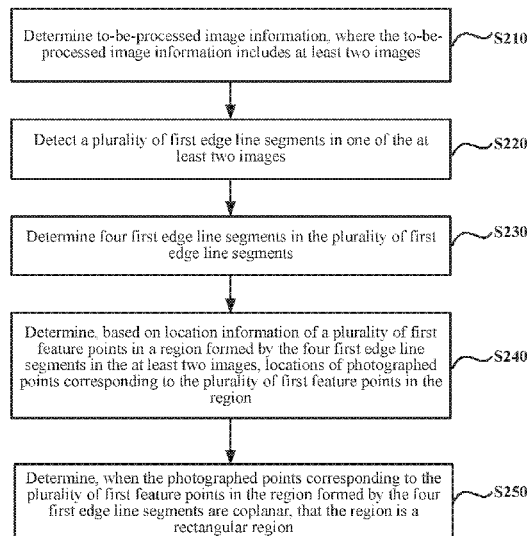 Determine to-be-processed image information, where the to-be-
processed image information includes at least two images
S210
Detect a plurality of first edge line segments in one of the at
least two images
S220
Determine four first edge line segments in the plurality of first
edge line segments
S230
Determine, based on location information of a plurality of first
feature points in a region formed by the four first edge line
segments in the at least two images, locations of photographed
points corresponding to the plurality of first feature points in the
region
S240
Determine, when the photographed points corresponding to the
plurality of first feature points in the region formed by the four
first edge line segments are coplanar, that the region is a
rectangular region
S250